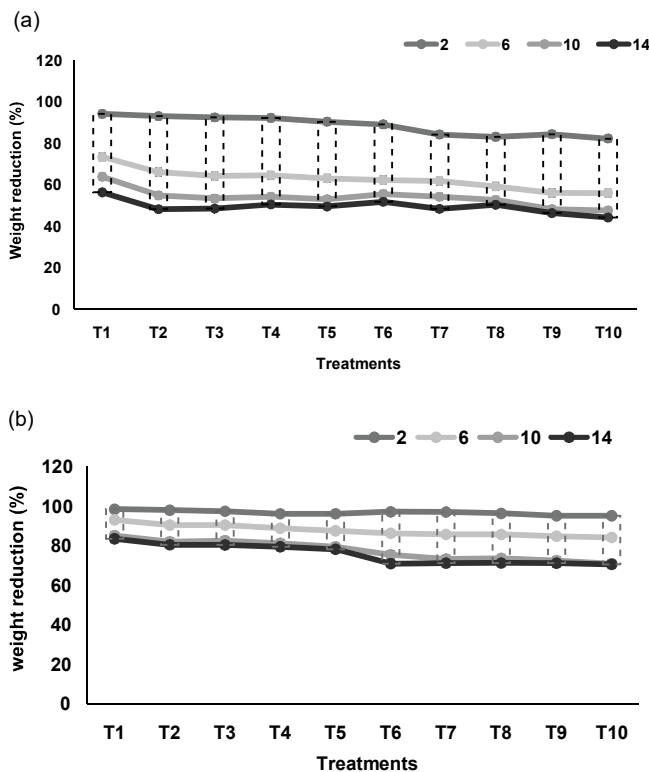 (a)
2 6 10 14
120
100
80
60
40
20
0
Weight reduction (%)
T1 T2 T3 T4 T5 T6 T7 T8 T9 T10
Treatments
(b)
2 6 10 14
120
100
80
60
40
20
0
weight reduction (%)
T1 T2 T3 T4 T5 T6 T7 T8 T9 T10
Treatments